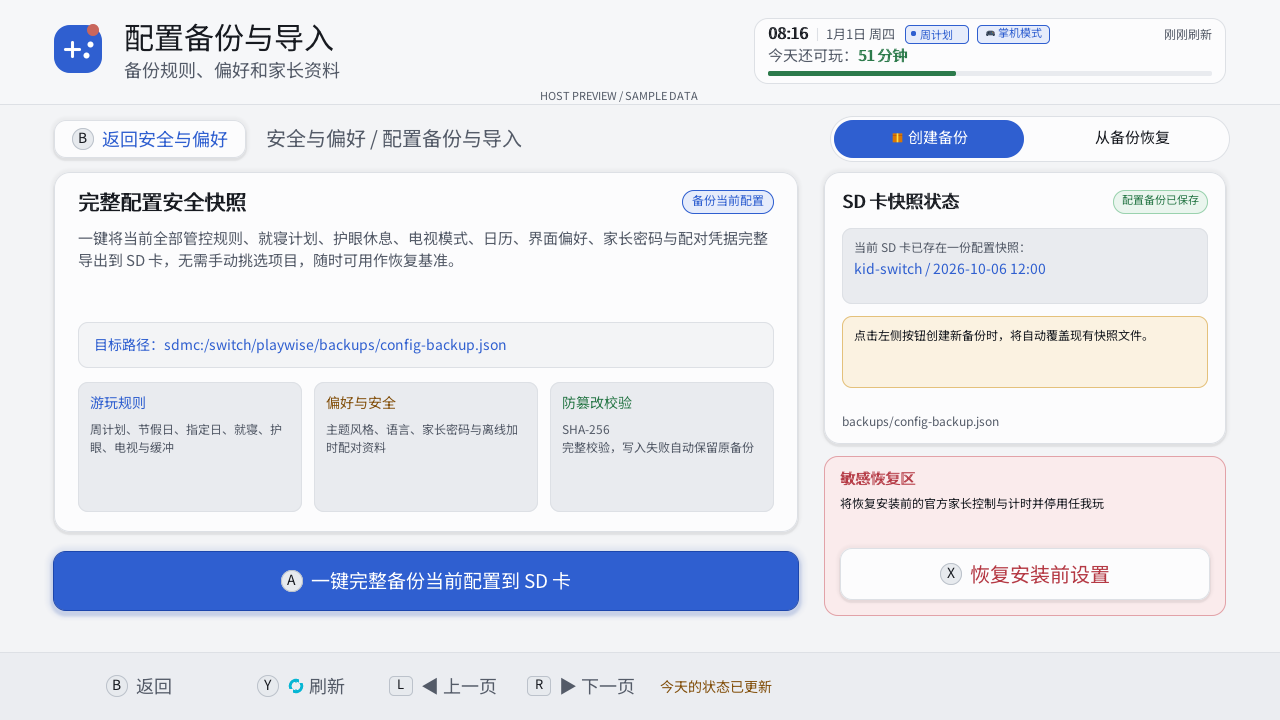 配置备份与导入
备份规则、偏好和家长资料
08:16 1月1日 周四 周计划 掌机模式 刚刚刷新
今天还可玩：51 分钟
HOST PREVIEW / SAMPLE DATA
B 返回安全与偏好
安全与偏好 / 配置备份与导入
创建备份
从备份恢复
完整配置安全快照
备份当前配置
一键将当前全部管控规则、就寝计划、护眼休息、电视模式、日历、界面偏好、家长密码与配对凭据完整
导出到 SD 卡，无需手动挑选项目，随时可用作恢复基准。
目标路径：sdmc:/switch/playwise/backups/config-backup.json
游玩规则
周计划、节假日、指定日、就寝、护
眼、电视与缓冲
偏好与安全
主题风格、语言、家长密码与离线加
时配对资料
防篡改校验
SHA-256
完整校验，写入失败自动保留原备份
A 一键完整备份当前配置到 SD 卡
SD 卡快照状态
配置备份已保存
当前 SD 卡已存在一份配置快照：
kid-switch / 2026-10-06 12:00
点击左侧按钮创建新备份时，将自动覆盖现有快照文件。
backups/config-backup.json
敏感恢复区
将恢复安装前的官方家长控制与计时并停用任我玩
X 恢复安装前设置
B 返回
Y 刷新
L ◀ 上一页
R ▶ 下一页
今天的状态已更新